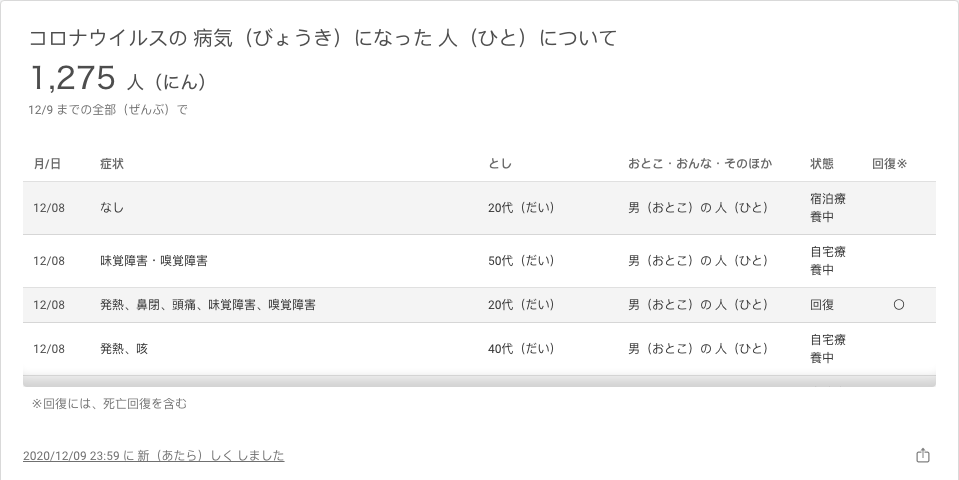 コロナウイルスの 病気（びょうき）になった 人（ひと）について
1,275 人（にん）
12/9 までの全部（ぜんぶ）で
月/日 症状 とし おとこ・おんな・そのほか 状態 回復※
12/08 なし 20代（だい） 男（おとこ）の 人（ひと） 宿泊療
養中
12/08 味覚障害・嗅覚障害 50代（だい） 男（おとこ）の 人（ひと） 自宅療
養中
12/08 発熱、鼻閉、頭痛、味覚障害、嗅覚障害 20代（だい） 男（おとこ）の 人（ひと） 回復 〇
12/08 発熱、咳 40代（だい） 男（おとこ）の 人（ひと） 自宅療
養中
※回復には、死亡回復を含む
2020/12/09 23:59 に 新（あたら）しく しました